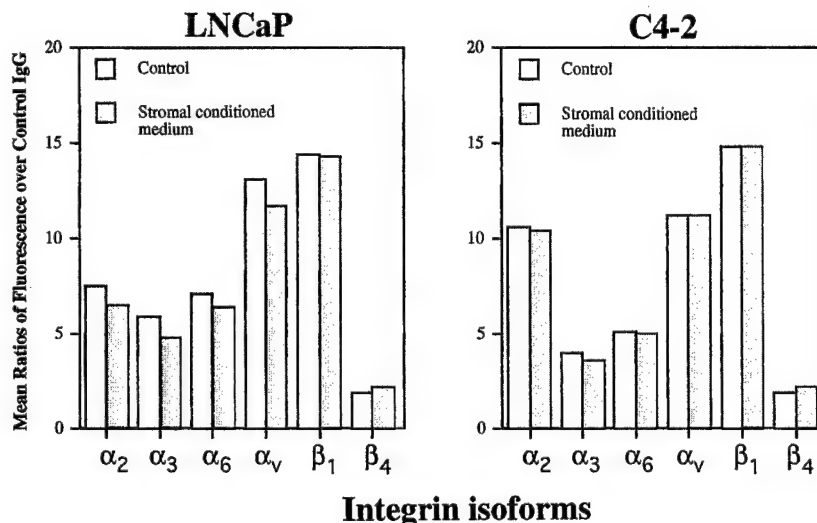 LNCaP
C4-2
Mean Ratios of Fluorescence over Control IgG
20
15
10
5
0
Control
Stromal conditioned
medium
α2 α3 α6 αv β1 β4
20
15
10
5
0
Control
Stromal conditioned
medium
α2 α3 α6 αv β1 β4
Integrin isoforms